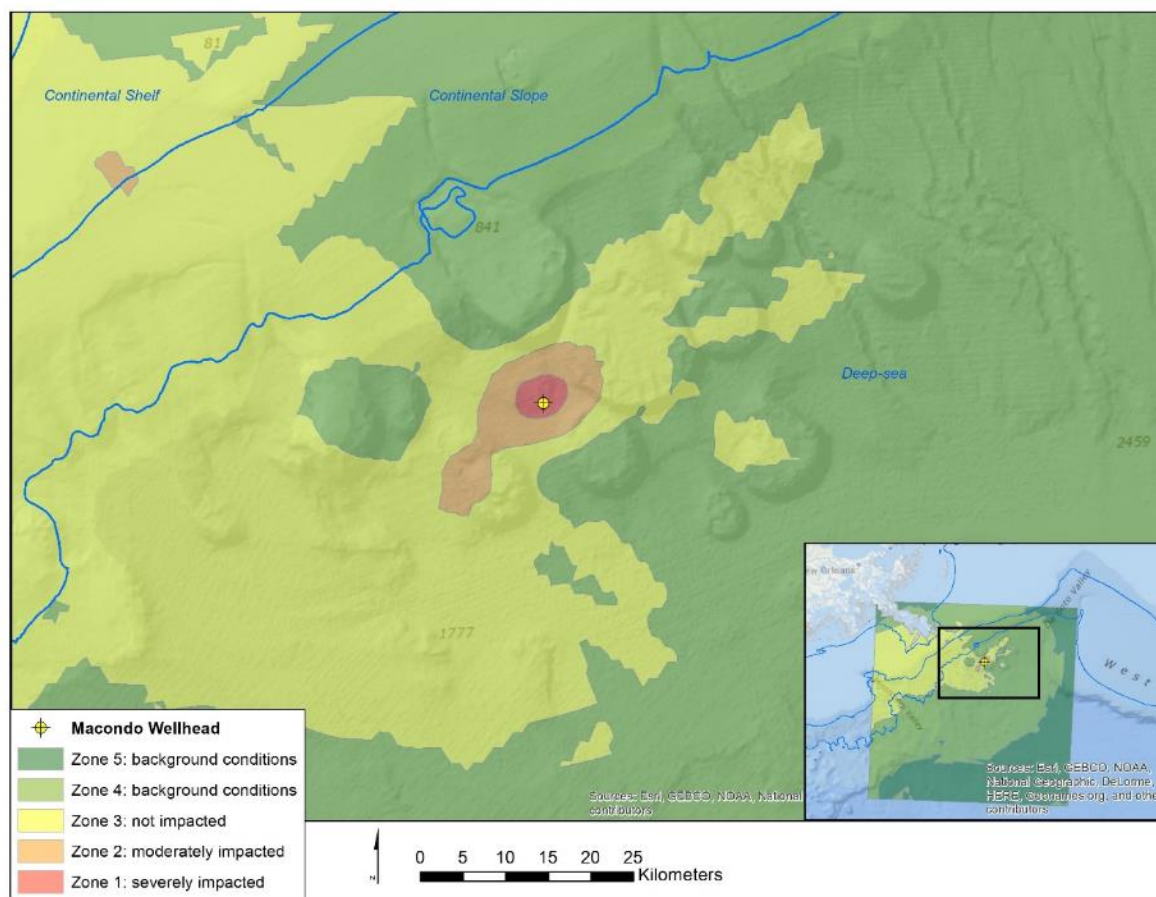 81
Continental Shelf
Continental Slope
841
Deep-sea
2459
1777
Macondo Wellhead
Zone 5: background conditions
Zone 4: background conditions
Zone 3: not impacted
Zone 2: moderately impacted
Zone 1: severely impacted
Sources: Esri, GEBCO, NOAA, National
contributors
Orleans
Valley
West
Valley
Sources: Esri, GEBCO, NOAA,
National Geographic, DeLorme,
HERE, Geonames.org, and other
contributors
N
0 5 10 15 20 25
Kilometers